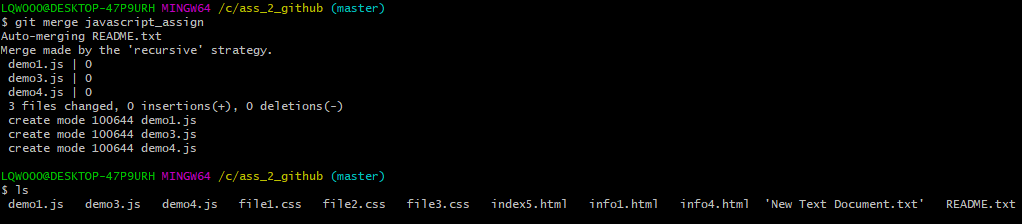 LQWOOO@DESKTOP-47P9URH MINGW64 /c/ass_2_github (master)
$ git merge javascript_assign
Auto-merging README.txt
Merge made by the 'recursive' strategy.
 demo1.js | 0
 demo3.js | 0
 demo4.js | 0
 3 files changed, 0 insertions(+), 0 deletions(-)
 create mode 100644 demo1.js
 create mode 100644 demo3.js
 create mode 100644 demo4.js
LQWOOO@DESKTOP-47P9URH MINGW64 /c/ass_2_github (master)
$ ls
 demo1.js   demo3.js   demo4.js   file1.css   file2.css   file3.css   index5.html   info1.html   info4.html  'New Text Document.txt'   README.txt